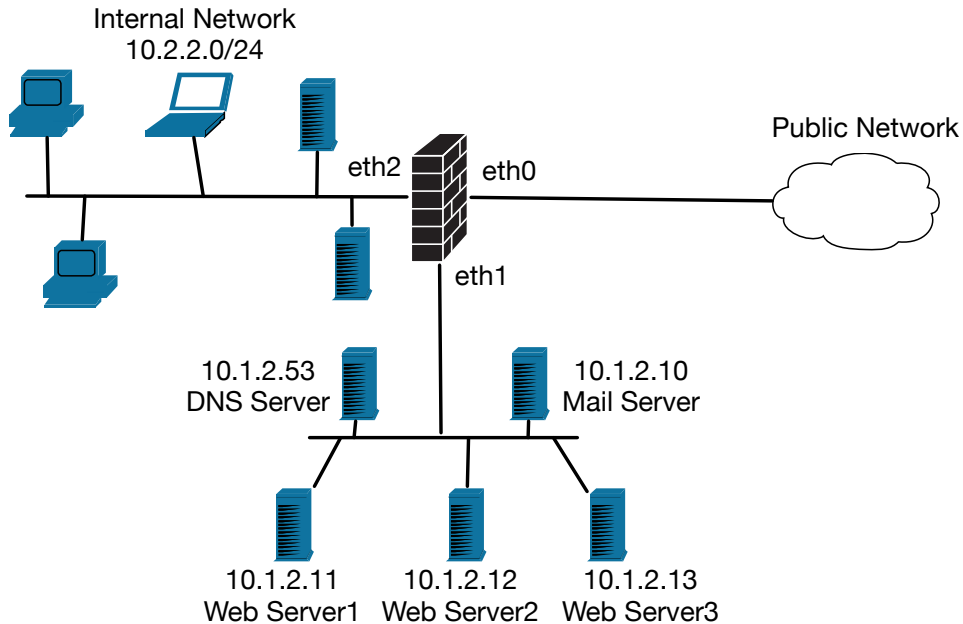 Internal Network
10.2.2.0/24
Public Network
eth2
eth0
eth1
10.1.2.53
DNS Server
10.1.2.10
Mail Server
10.1.2.11
Web Server1
10.1.2.12
Web Server2
10.1.2.13
Web Server3